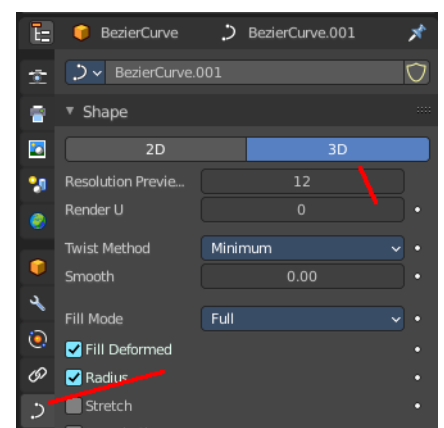 BezierCurve BezierCurve.001
BezierCurve.001
Shape
2D 3D
Resolution Previe... 12
Render U 0
Twist Method Minimum
Smooth 0.00
Fill Mode Full
Fill Deformed
Radius
Stretch